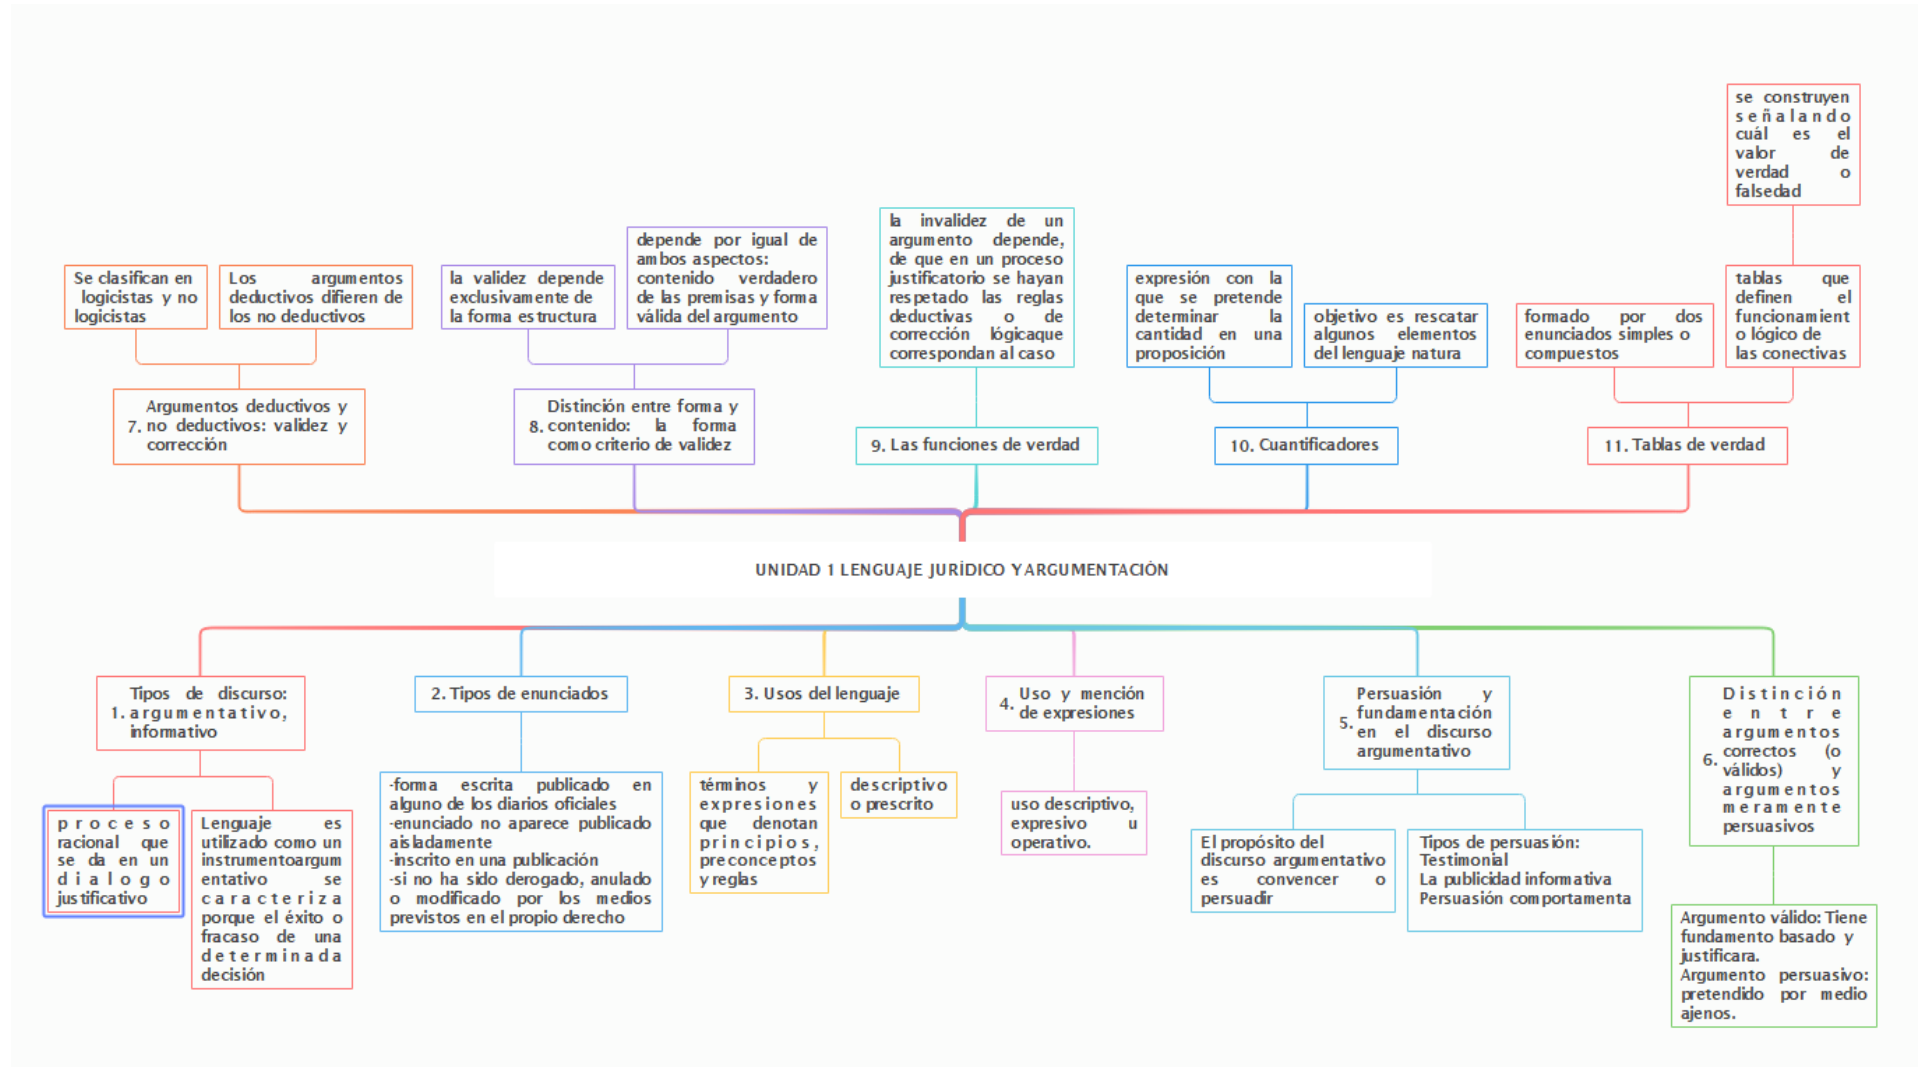 se construyen
señalando
cuál es el
valor de
verdad o
falsedad
Se clasifican en
logicistas y no
logicistas
Los argumentos
deductivos difieren de
los no deductivos
la validez depende
exclusivamente de
la forma estructura
depende por igual de
ambos aspectos:
contenido verdadero
de las premisas y forma
válida del argumento
la invalidez de un
argumento depende,
de que en un proceso
justificatorio se hayan
respetado las reglas
deductivas o de
corrección lógicaque
correspondan al caso
expresión con la
que se pretende
determinar la
cantidad en una
proposición
objetivo es rescatar
algunos elementos
del lenguaje natura
formado por dos
enunciados simples o
compuestos
tablas que
definen el
funcionamient
o lógico de
las conectivas
7. Argumentos deductivos y
no deductivos: validez y
corrección
8. Distinción entre forma y
contenido: la forma
como criterio de validez
9. Las funciones de verdad
10. Cuantificadores
11. Tablas de verdad
UNIDAD 1 LENGUAJE JURÍDICO Y ARGUMENTACIÓN
1. Tipos de discurso:
argumentativo,
informativo
2. Tipos de enunciados
3. Usos del lenguaje
4. Uso y mención
de expresiones
5. Persuasión y
fundamentación
en el discurso
argumentativo
6. Distinción
entre
argumentos
correctos (o
válidos) y
argumentos
meramente
persuasivos
proceso
racional que
se da en un
dialogo
justificativo
Lenguaje es
utilizado como un
instrumentoargum
entativo se
caracteriza
porque el éxito o
fracaso de una
determinada
decisión
-forma escrita publicado en
alguno de los diarios oficiales
-enunciado no aparece publicado
aisladamente
-inscrito en una publicación
-si no ha sido derogado, anulado
o modificado por los medios
previstos en el propio derecho
términos y
expresiones
que denotan
principios,
preconceptos
y reglas
descriptivo
o prescrito
uso descriptivo,
expresivo u
operativo.
El propósito del
discurso argumentativo
es convencer o
persuadir
Tipos de persuasión:
Testimonial
La publicidad informativa
Persuasión comportamenta
Argumento válido: Tiene
fundamento basado y
justificara.
Argumento persuasivo:
pretendido por medio
ajenos.